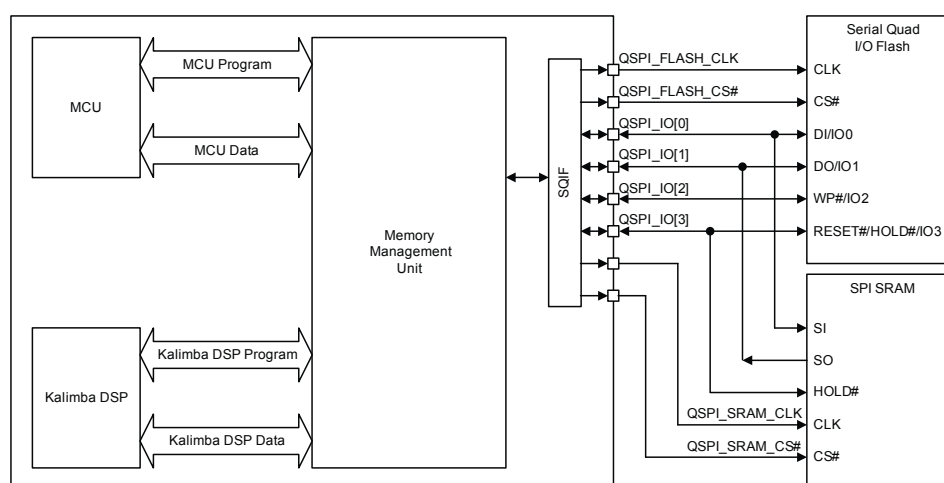 MCU
MCU Program
MCU Data
Memory
Management
Unit
Kalimba DSP
Kalimba DSP Program
Kalimba DSP Data
SQIF
QSPI_FLASH_CLK
QSPI_FLASH_CS#
QSPI_IO[0]
QSPI_IO[1]
QSPI_IO[2]
QSPI_IO[3]
QSPI_SRAM_CLK
QSPI_SRAM_CS#
Serial Quad
I/O Flash
CLK
CS#
DI/IO0
DO/IO1
WP#/IO2
RESET#/HOLD#/IO3
SPI SRAM
SI
SO
HOLD#
CLK
CS#